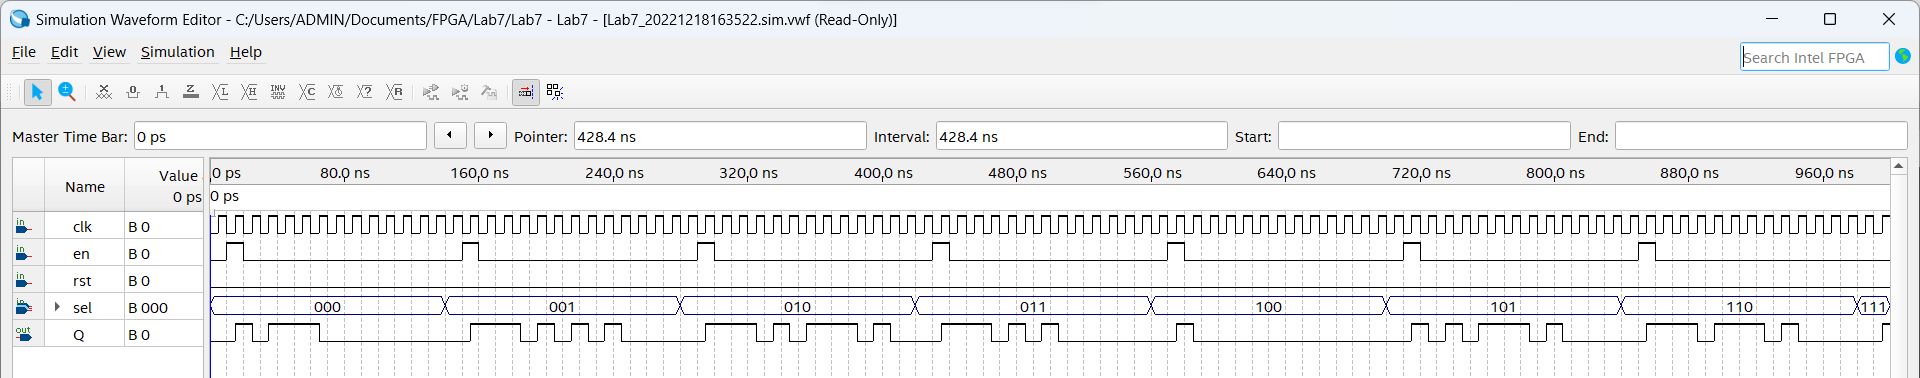 Simulation Waveform Editor - C:/Users/ADMIN/Documents/FPGA/Lab7/Lab7 - Lab7 - [Lab7_20221218163522.sim.vwf (Read-Only)]
File Edit View Simulation Help
Search Intel FPGA
Master Time Bar: 0 ps Pointer: 428.4 ns Interval: 428.4 ns Start: End:
Name Value 0 ps
0 ps 80.0 ns 160.0 ns 240.0 ns 320.0 ns 400.0 ns 480.0 ns 560.0 ns 640.0 ns 720.0 ns 800.0 ns 880.0 ns 960.0 ns
0 ps
in clk B 0
in en B 0
in rst B 0
in sel B 000 000 001 010 011 100 101 110 111
out Q B 0